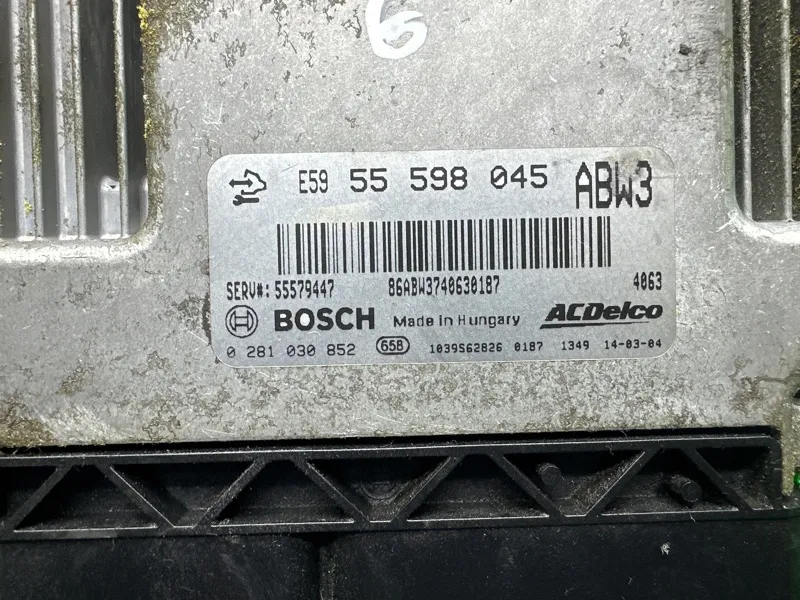 6
E59 55 598 045 ABW3
SERV#: 55579447 86ABW3740630187 4063
BOSCH Made in Hungary ACDelco
0 281 030 852 65B 1039S62826 0187 1349 14-03-04